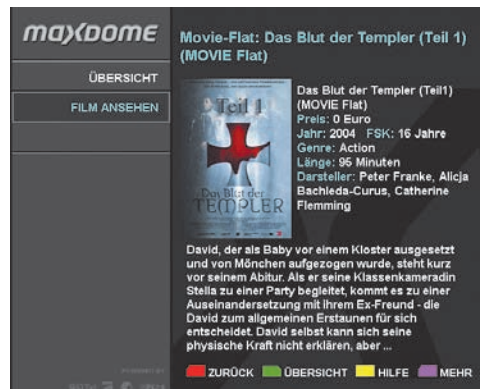 maxdome
ÜBERSICHT
FILM ANSEHEN
Movie-Flat: Das Blut der Templer (Teil 1)
(MOVIE Flat)
Teil 1
Das Blut der
TEMPLER
Das Blut der Templer (Teil1)
(MOVIE Flat)
Preis: 0 Euro
Jahr: 2004 FSK: 16 Jahre
Genre: Action
Länge: 96 Minuten
Darsteller: Peter Franke, Alicja
Bachleda-Curus, Catherine
Flemming
David, der als Baby vor einem Kloster ausgesetzt
und von Mönchen aufgezogen wurde, steht kurz
vor seinem Abitur. Als er seine Klassenkameradin
Stella zu einer Party begleitet, kommt es zu einer
Auseinandersetzung mit ihrem Ex-Freund - die
David zum allgemeinen Erstaunen für sich
entscheidet. David selbst kann sich seine
physische Kraft nicht erklären, aber ...
POWERED BY
ZURÜCK ÜBERSICHT HILFE MEHR